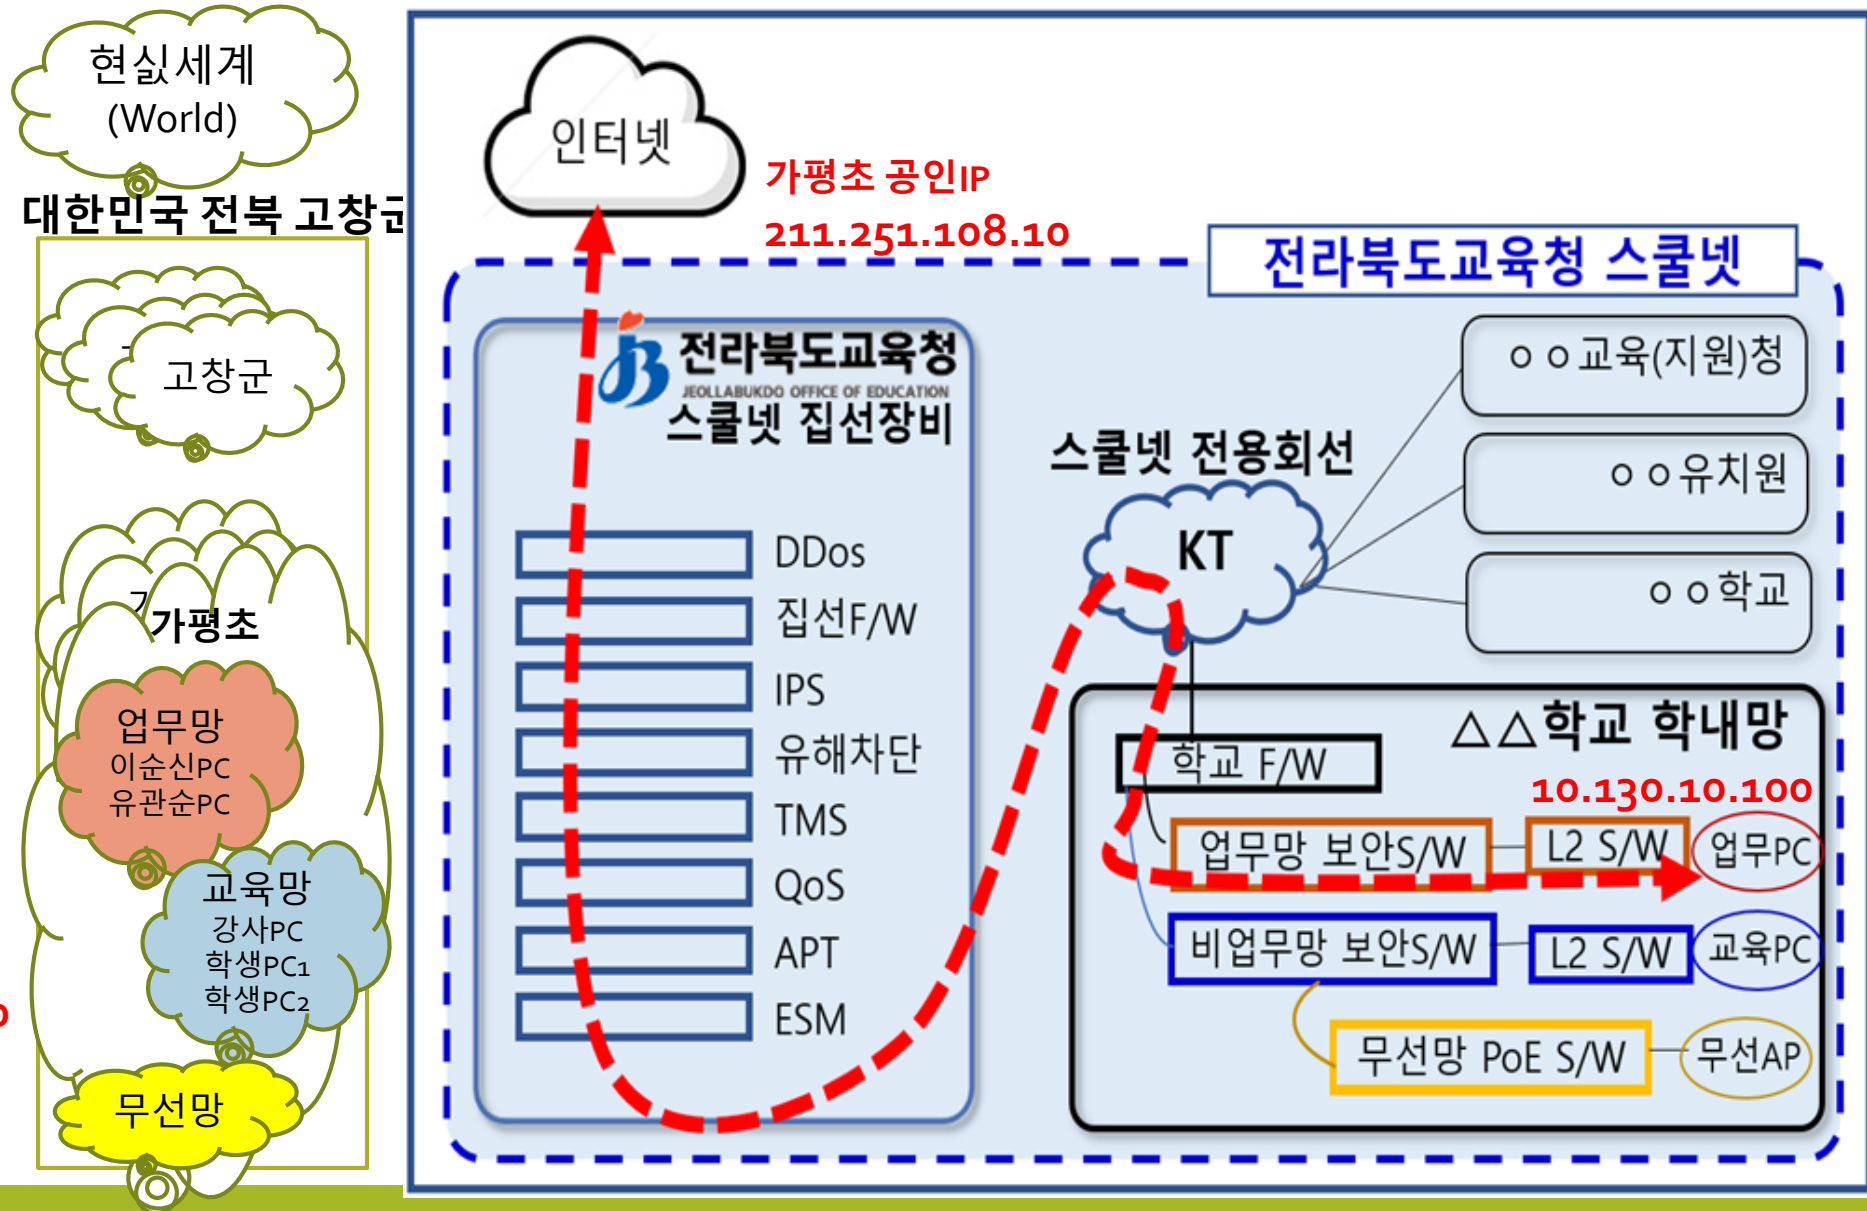 현싨세계
(World)
대한민국 전북 고창군
고창군
가평초
업무망
이순신PC
유관순PC
교육망
강사PC
학생PC1
학생PC2
무선망
인터넷
가평초 공인IP
211.251.108.10
전라북도교육청 스쿨넷
전라북도교육청
JEOLLABUKDO OFFICE OF EDUCATION
스쿨넷 집선장비
DDos
집선F/W
IPS
유해차단
TMS
QoS
APT
ESM
스쿨넷 전용회선
KT
ㅇㅇ교육(지원)청
ㅇㅇ유치원
ㅇㅇ학교
△△학교 학내망
학교 F/W
10.130.10.100
업무망 보안S/W
L2 S/W
업무PC
비업무망 보안S/W
L2 S/W
교육PC
무선망 PoE S/W
무선AP